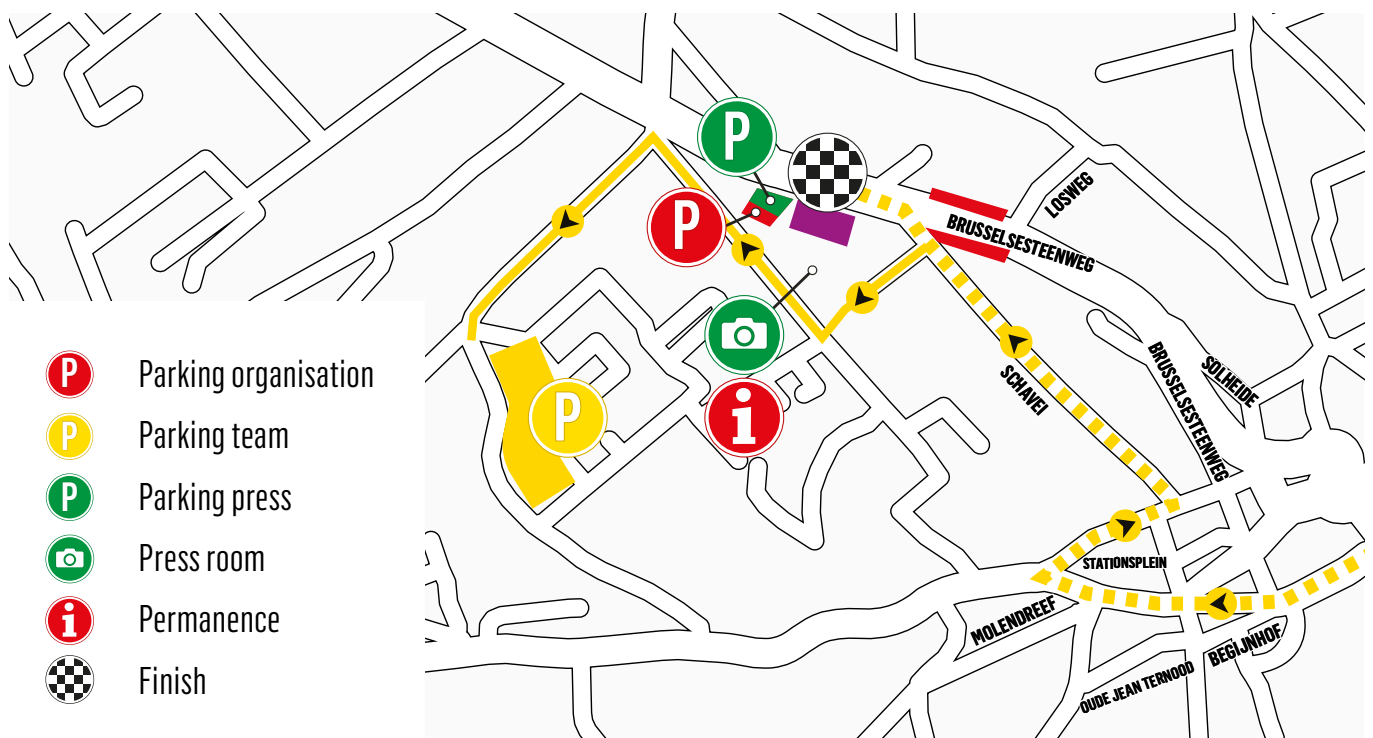 P
P
i
P
LOSWEG
BRUSSELSESTEENWEG
BRUSSELSESTEENWEG
SOLHEIDE
SCHAVEI
STATIONSPLEIN
MOLENDREEF
BEGIJNHOF
OUDE JEAN TERNOOD
P Parking organisation
P Parking team
P Parking press
Press room
i Permanence
Finish